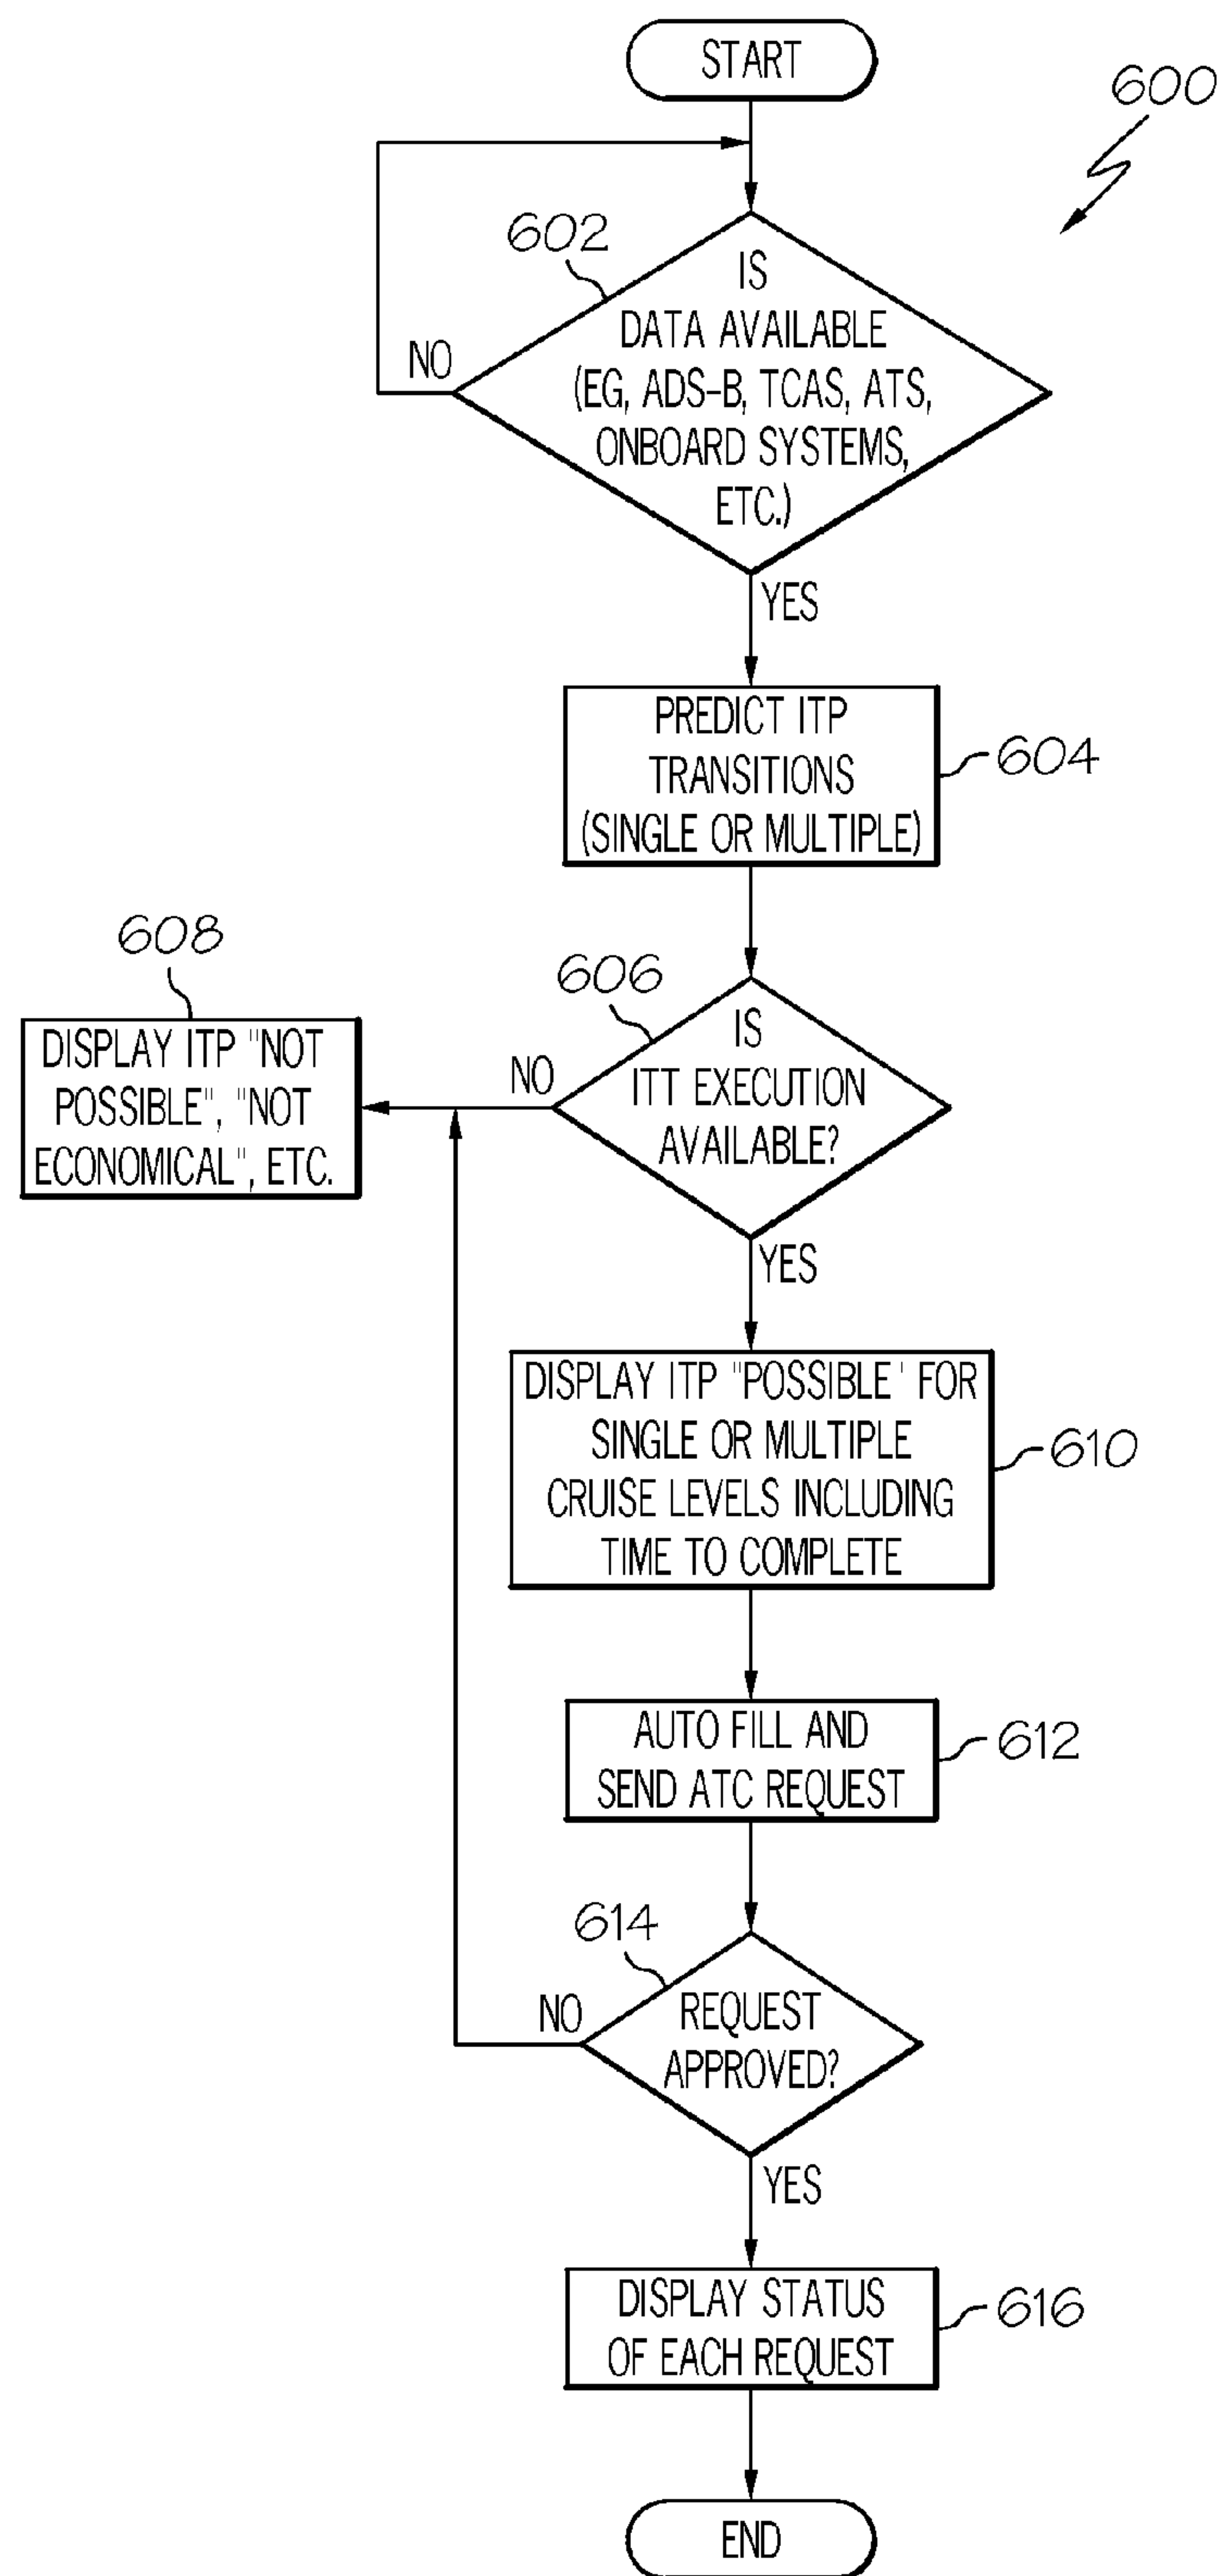 START
600
602
IS
DATA AVAILABLE
(EG, ADS-B, TCAS, ATS,
ONBOARD SYSTEMS,
ETC.)
NO
YES
PREDICT ITP
TRANSITIONS
(SINGLE OR MULTIPLE)
604
606
IS
ITT EXECUTION
AVAILABLE?
NO
608
DISPLAY ITP "NOT
POSSIBLE", "NOT
ECONOMICAL", ETC.
YES
DISPLAY ITP "POSSIBLE' FOR
SINGLE OR MULTIPLE
CRUISE LEVELS INCLUDING
TIME TO COMPLETE
610
AUTO FILL AND
SEND ATC REQUEST
612
614
REQUEST
APPROVED?
NO
YES
DISPLAY STATUS
OF EACH REQUEST
616
END